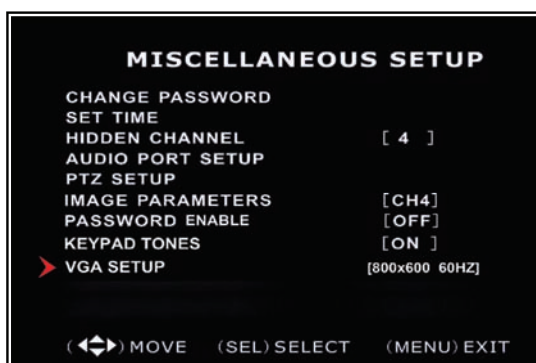 MISCELLANEOUS SETUP
CHANGE PASSWORD
SET TIME
HIDDEN CHANNEL [ 4 ]
AUDIO PORT SETUP
PTZ SETUP
IMAGE PARAMETERS [CH4]
PASSWORD ENABLE [OFF]
KEYPAD TONES [ON ]
VGA SETUP [800x600 60HZ]
( ) MOVE (SEL) SELECT (MENU) EXIT